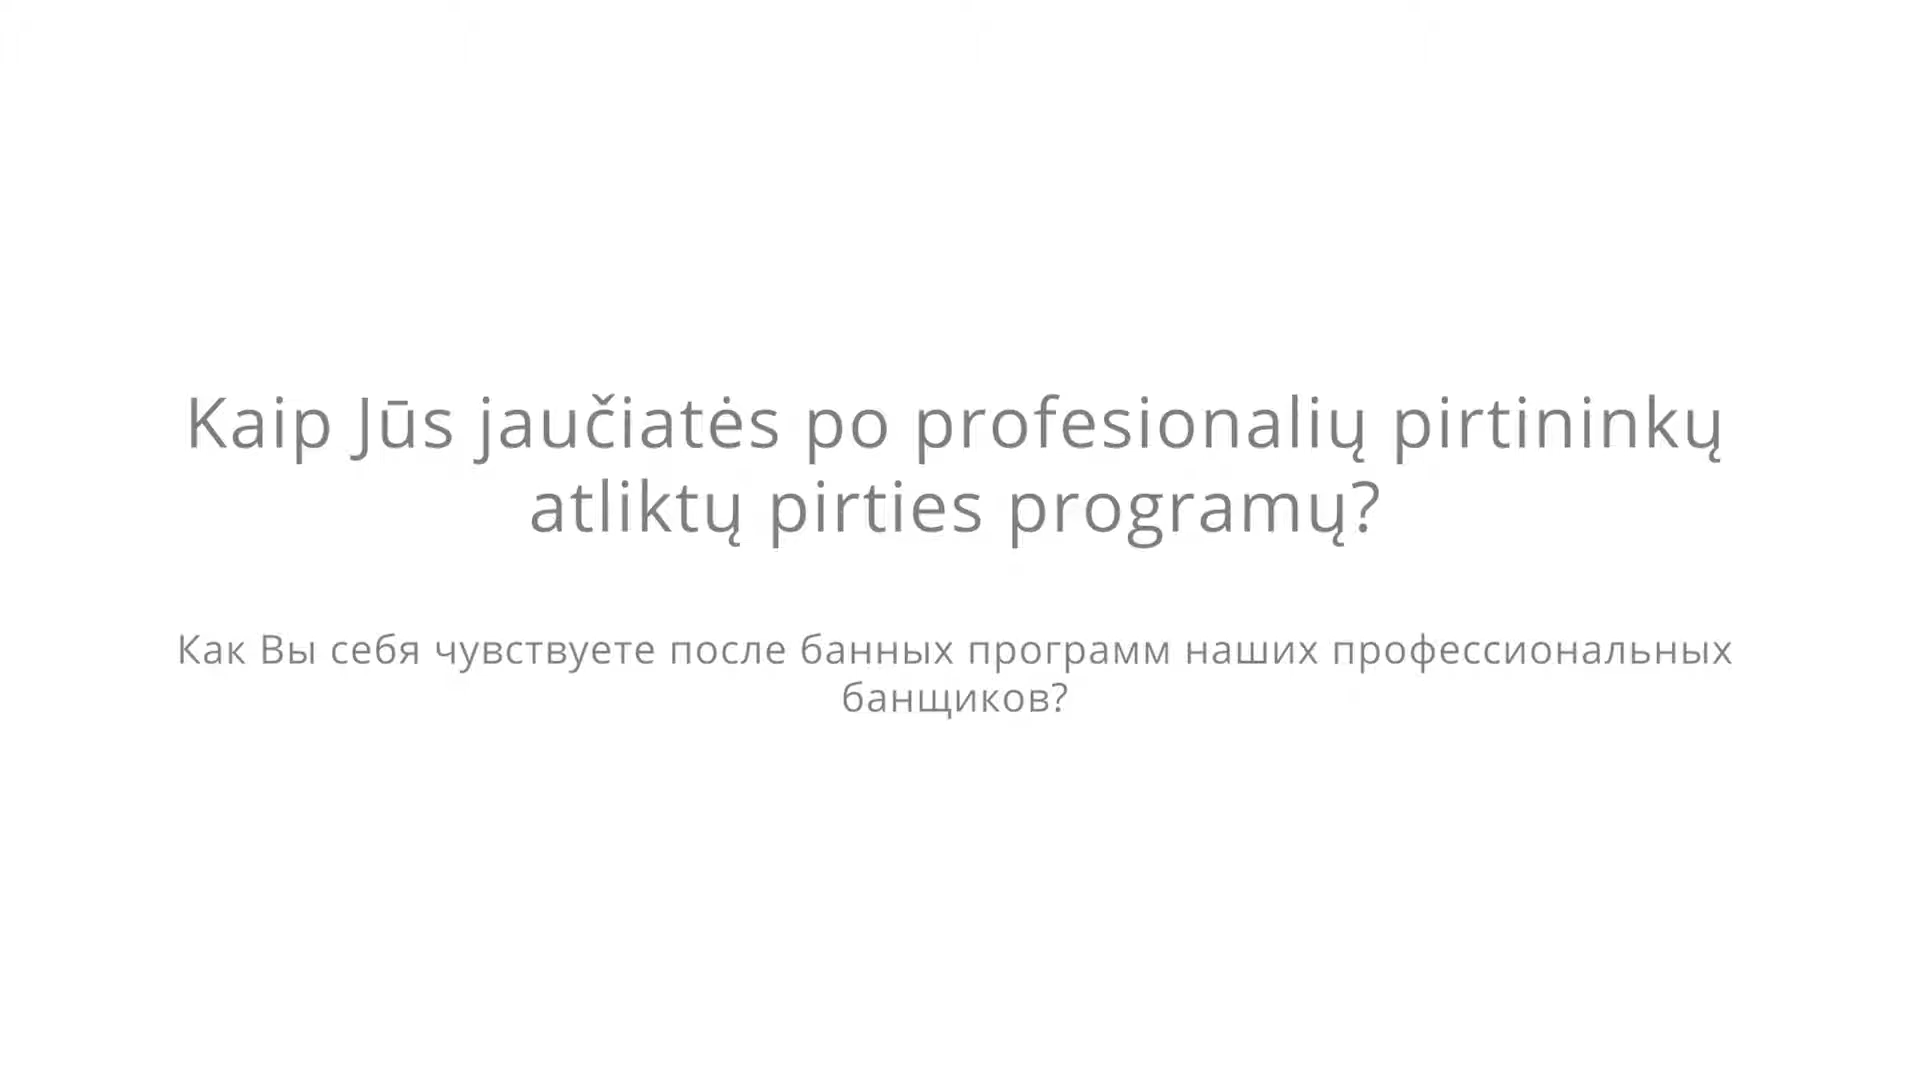 Kaip Jūs jaučiatės po profesionalių pirtininkų
atliktų pirties programų?
Как Вы себя чувствуете после банных программ наших профессиональных
банщиков?